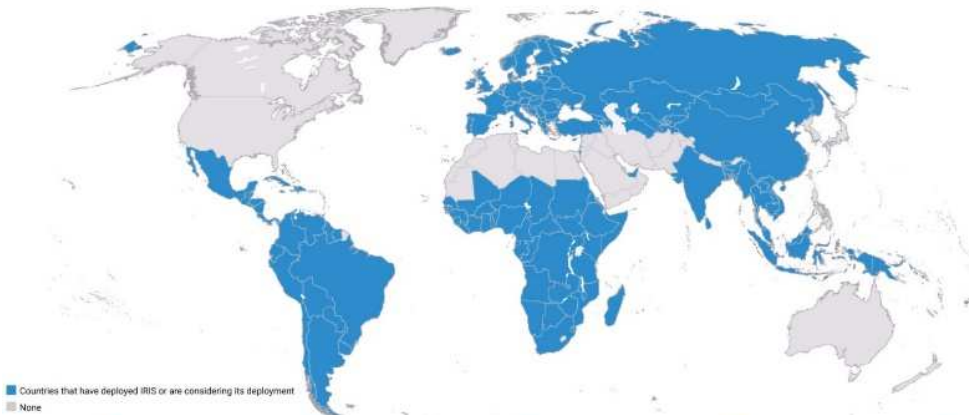 Countries that have deployed IRIS or are considering its deployment
None